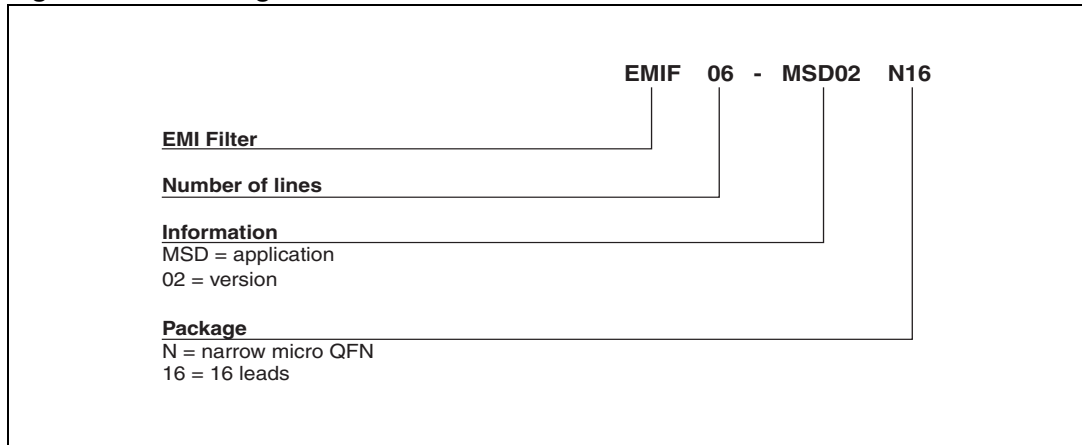 EMIF 06 - MSD02 N16
EMI Filter
Number of lines
Information
MSD = application
02 = version
Package
N = narrow micro QFN
16 = 16 leads